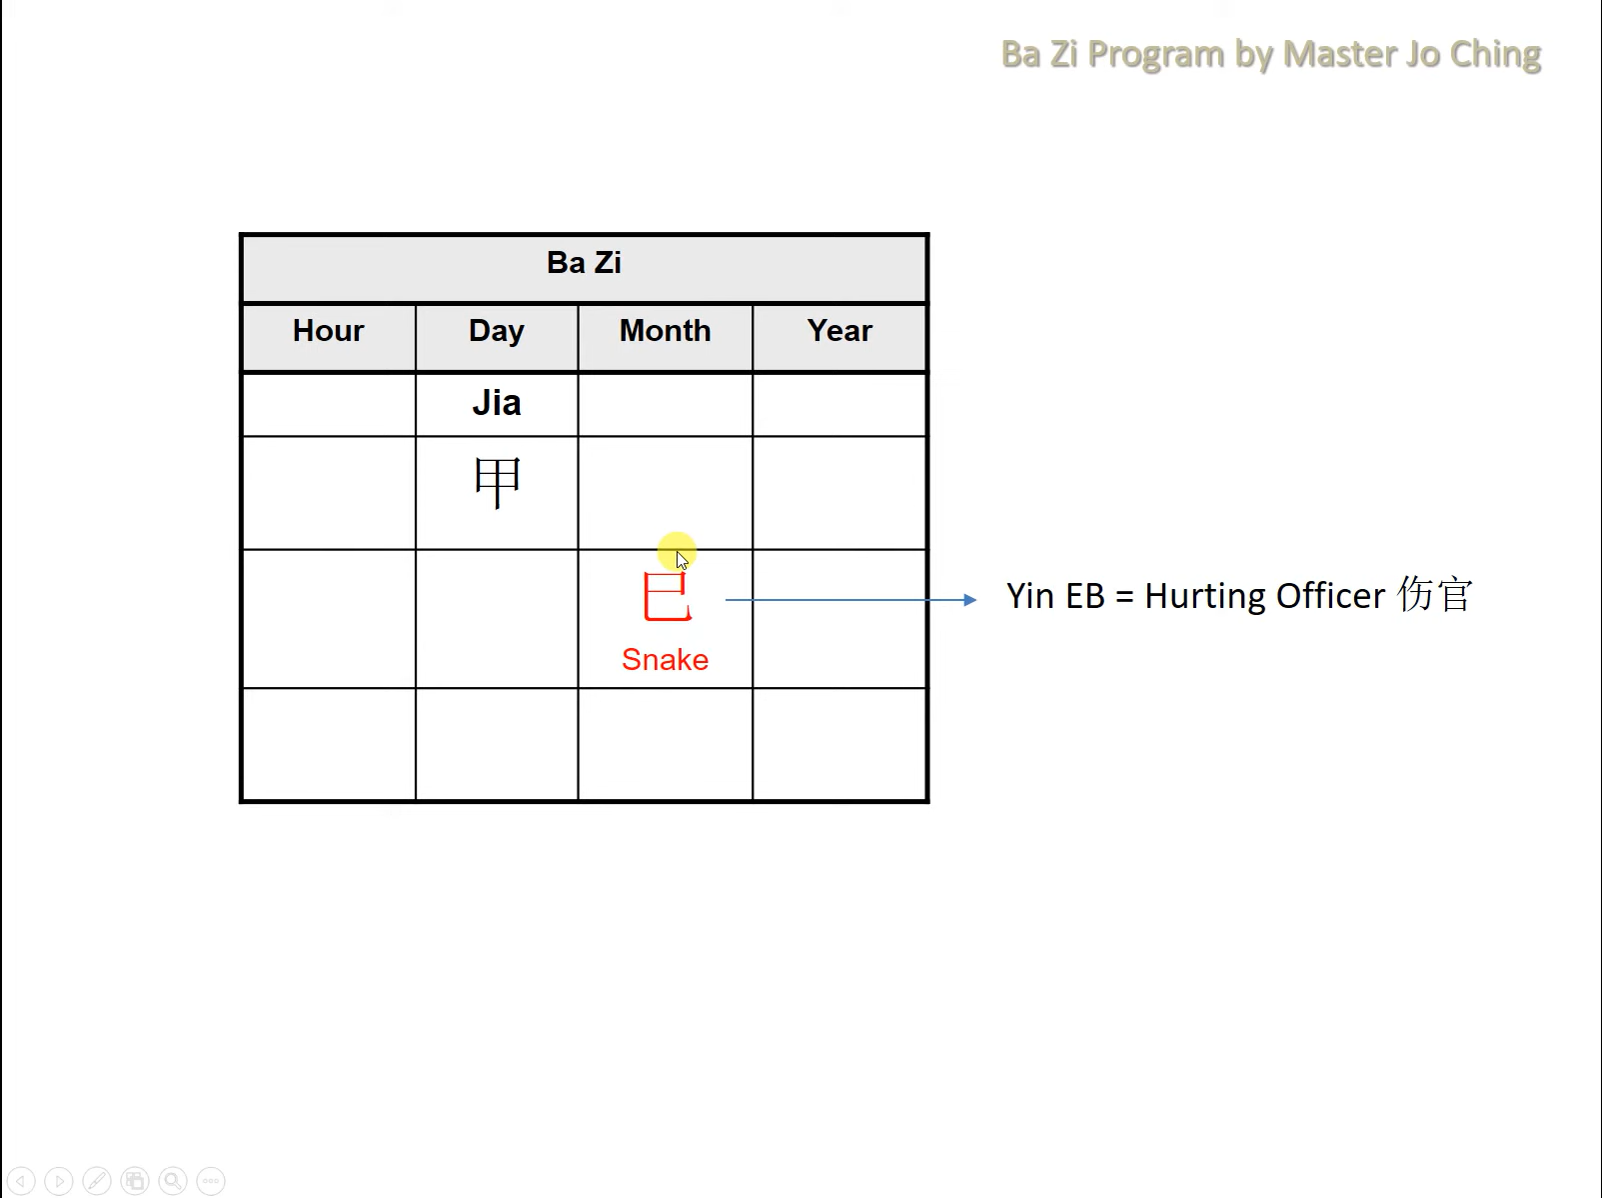 Ba Zi Program by Master Jo Ching
Ba Zi
Hour Day Month Year
Jia
甲
巳
Snake
Yin EB = Hurting Officer 伤官